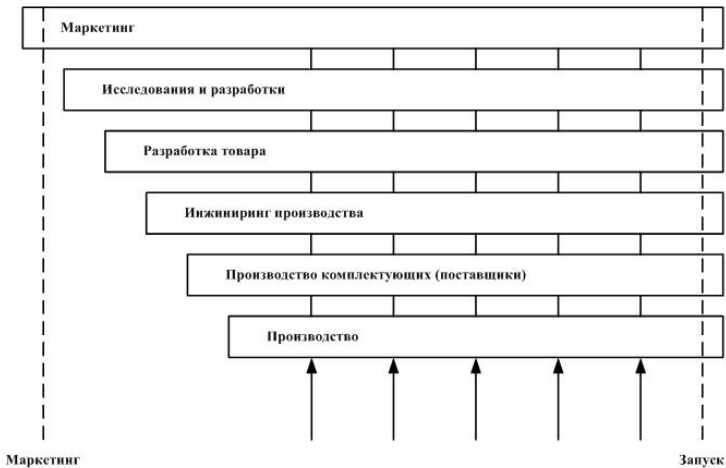 Маркетинг
Исследования и разработки
Разработка товара
Инжиниринг производства
Производство комплектующих (поставщики)
Производство
Маркетинг
Запуск